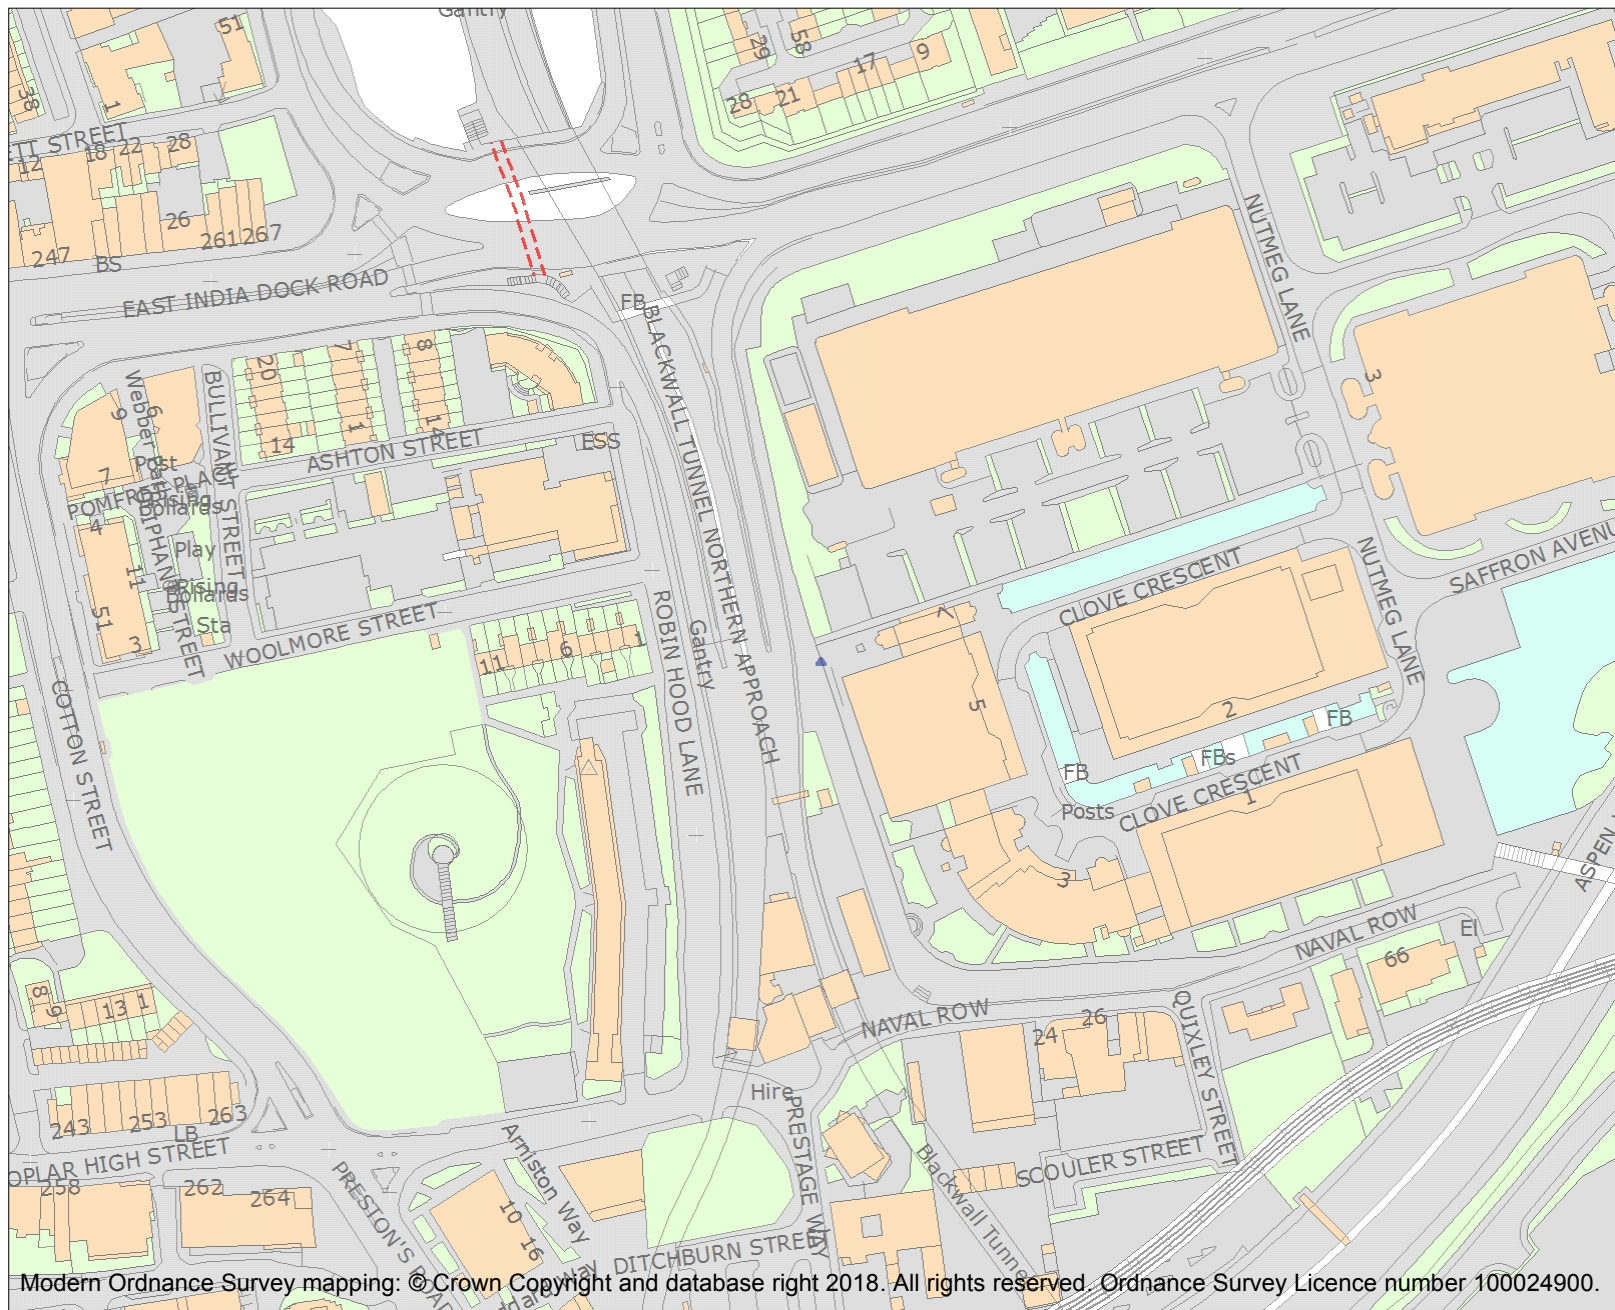 Gantry
51
38
1
29
58
17
9
28
21
ETT STREET
12
18
22
28
26
247
261
267
BS
EAST INDIA DOCK ROAD
FB
NUTMEG LANE
BLACKWALL TUNNEL NORTHERN APPROACH
20
7
8
14
1
14
ASHTON STREET
ESS
3
9
6
7
Post
BULLIVANT STREET
POMFRET PLACE
Rising
Bollards
4
Play
11
Rising
Bollards
51
3
Sta
WOOLMORE STREET
11
6
1
ROBIN HOOD LANE
Gantry
COTTON STREET
CLOVE CRESCENT
NUTMEG LANE
SAFFRON AVENU
7
5
2
FB
FBs
FB
Posts
CLOVE CRESCENT
1
3
ASPEN
NAVAL ROW
El
66
8
9
13
1
NAVAL ROW
24
26
QUIXLEY STREET
Hire
PRESTAGE WAY
243
253
263
LB
OPLAR HIGH STREET
258
262
264
PRESTON'S ROAD
Arniston Way
10
16
DITCHBURN STREET
Blackwall Tunnel
SCOULER STREET
Modern Ordnance Survey mapping: © Crown Copyright and database right 2018. All rights reserved. Ordnance Survey Licence number 100024900.